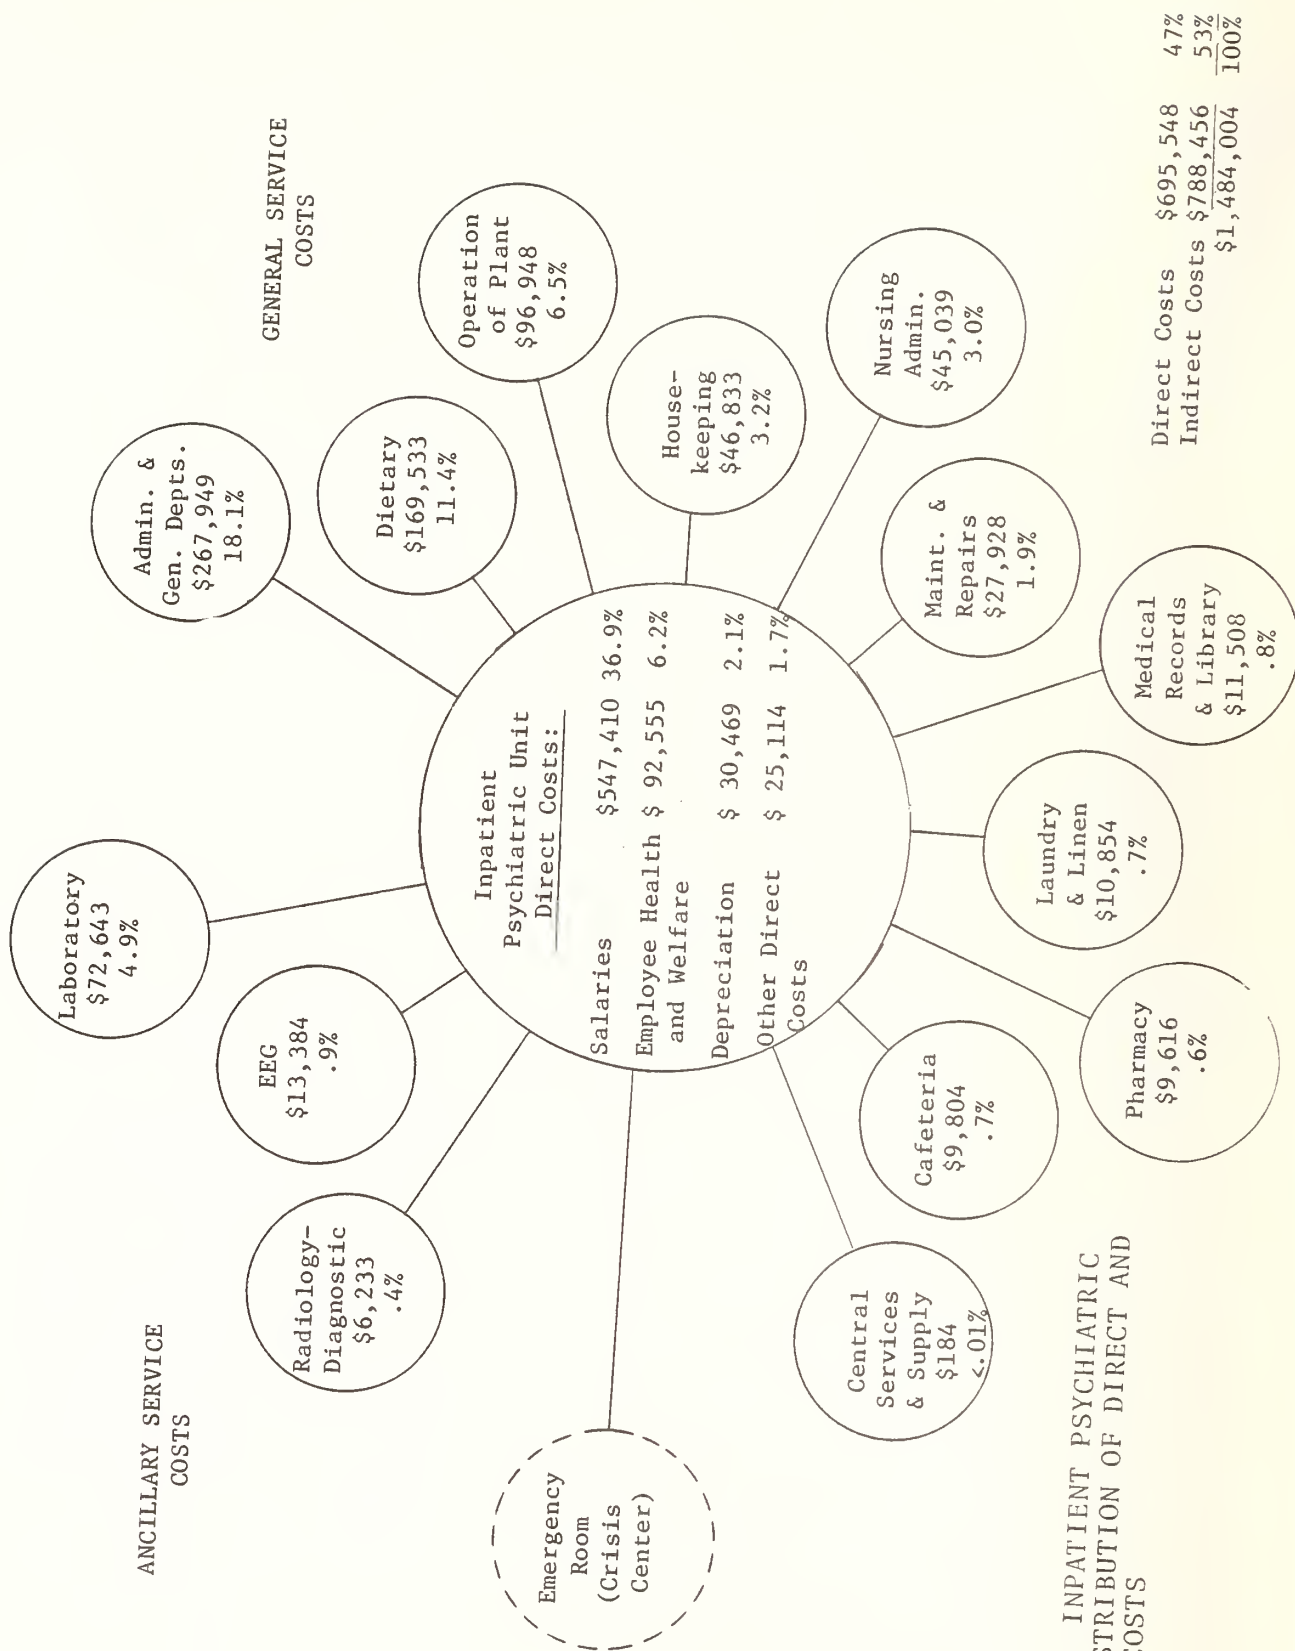 ANCILLARY SERVICE
COSTS
GENERAL SERVICE
COSTS
Laboratory
$72,643
4.9%
EEG
$13,384
.9%
Radiology-
Diagnostic
$6,233
.4%
Emergency
Room
(Crisis
Center)
Admin. &
Gen. Depts.
$267,949
18.1%
Dietary
$169,533
11.4%
Operation
of Plant
$96,948
6.5%
House-
keeping
$46,833
3.2%
Nursing
Admin.
$45,039
3.0%
Maint. &
Repairs
$27,928
1.9%
Medical
Records
& Library
$11,508
.8%
Laundry
& Linen
$10,854
.7%
Pharmacy
$9,616
.6%
Cafeteria
$9,804
.7%
Central
Services
& Supply
$184
<.01%
Inpatient
Psychiatric Unit
Direct Costs:
Salaries $547,410 36.9%
Employee Health $ 92,555 6.2%
and Welfare
Depreciation $ 30,469 2.1%
Other Direct $ 25,114 1.7%
Costs
INPATIENT PSYCHIATRIC
STRIBUTION OF DIRECT AND
COSTS
Direct Costs $695,548 47%
Indirect Costs $788,456 53%
$1,484,004 100%